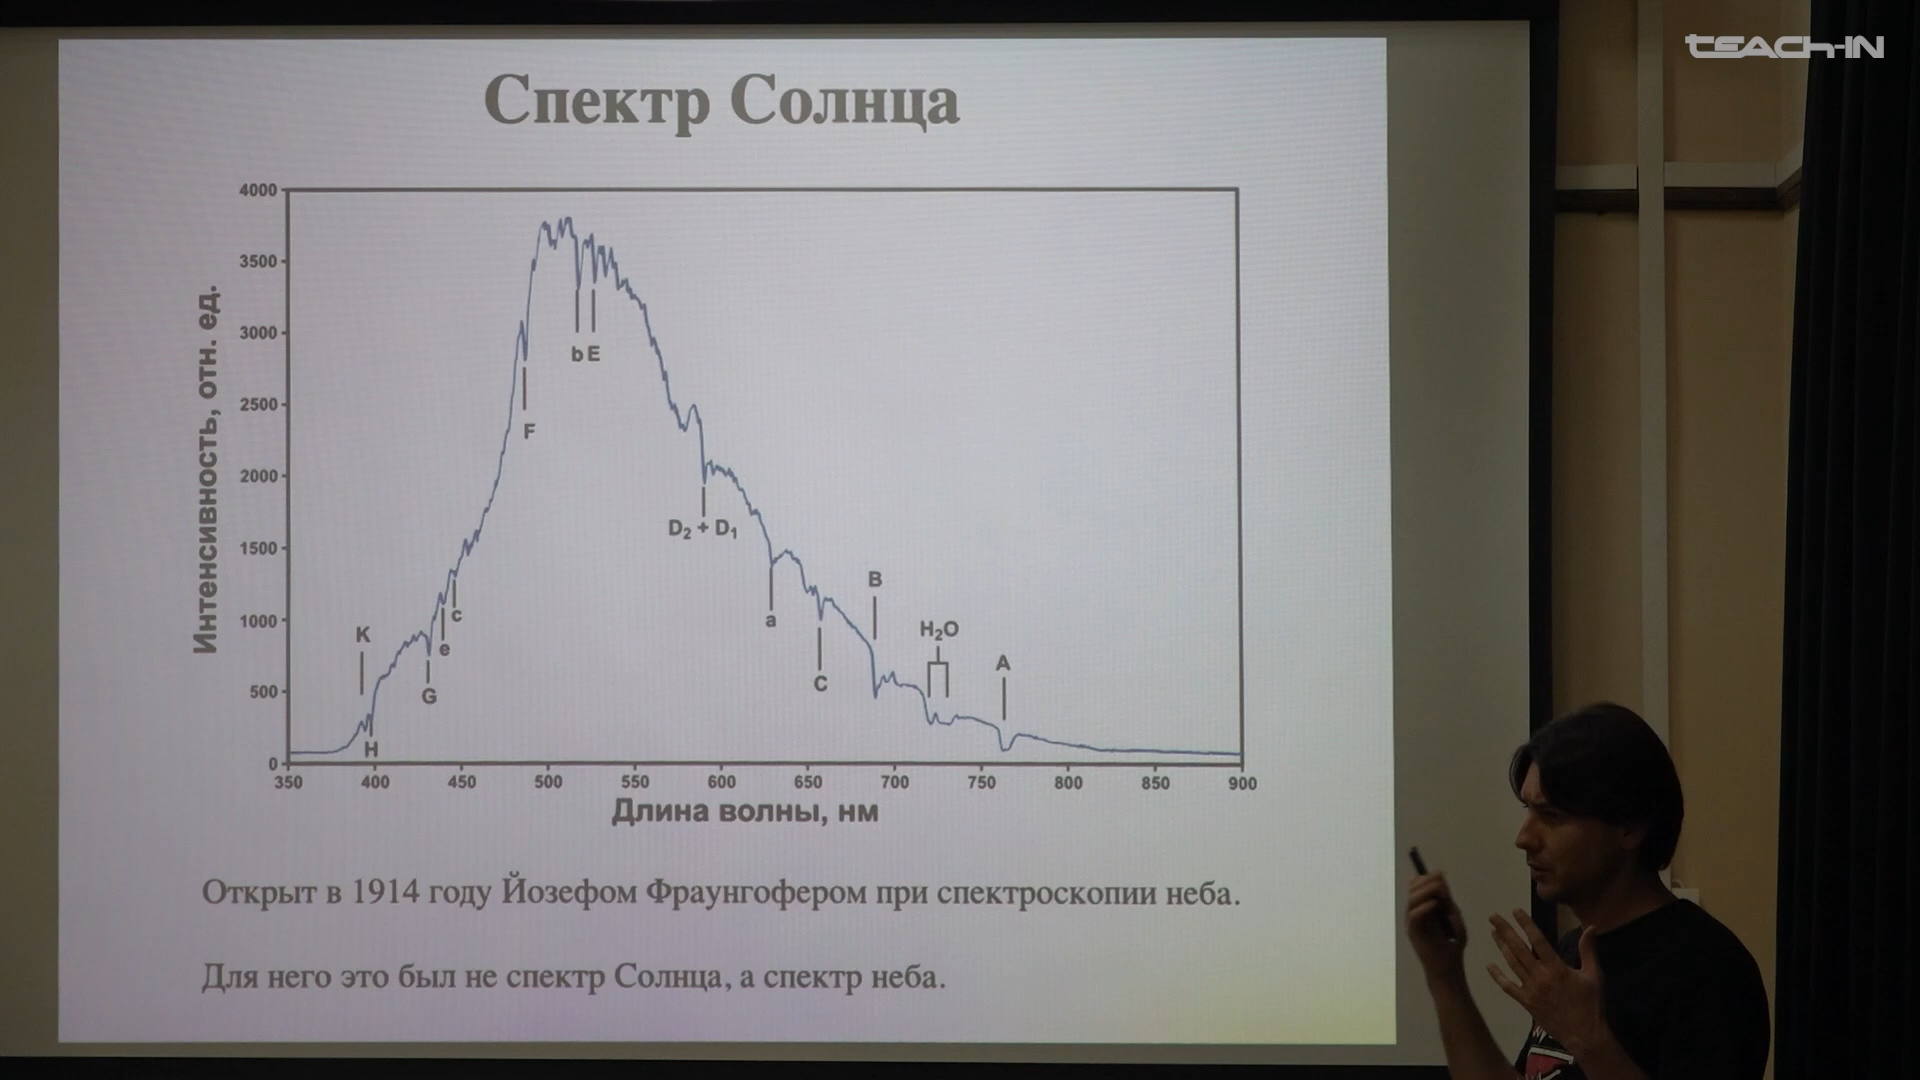 TEACH-IN
Спектр Солнца
4000
3500
3000
2500
2000
1500
1000
500
0
Интенсивность, отн. ед.
K
H
G
e
c
F
b E
D₂ + D₁
a
C
B
H₂O
A
350 400 450 500 550 600 650 700 750 800 850 900
Длина волны, нм
Открыт в 1914 году Йозефом Фраунгофером при спектроскопии неба.
Для него это был не спектр Солнца, а спектр неба.